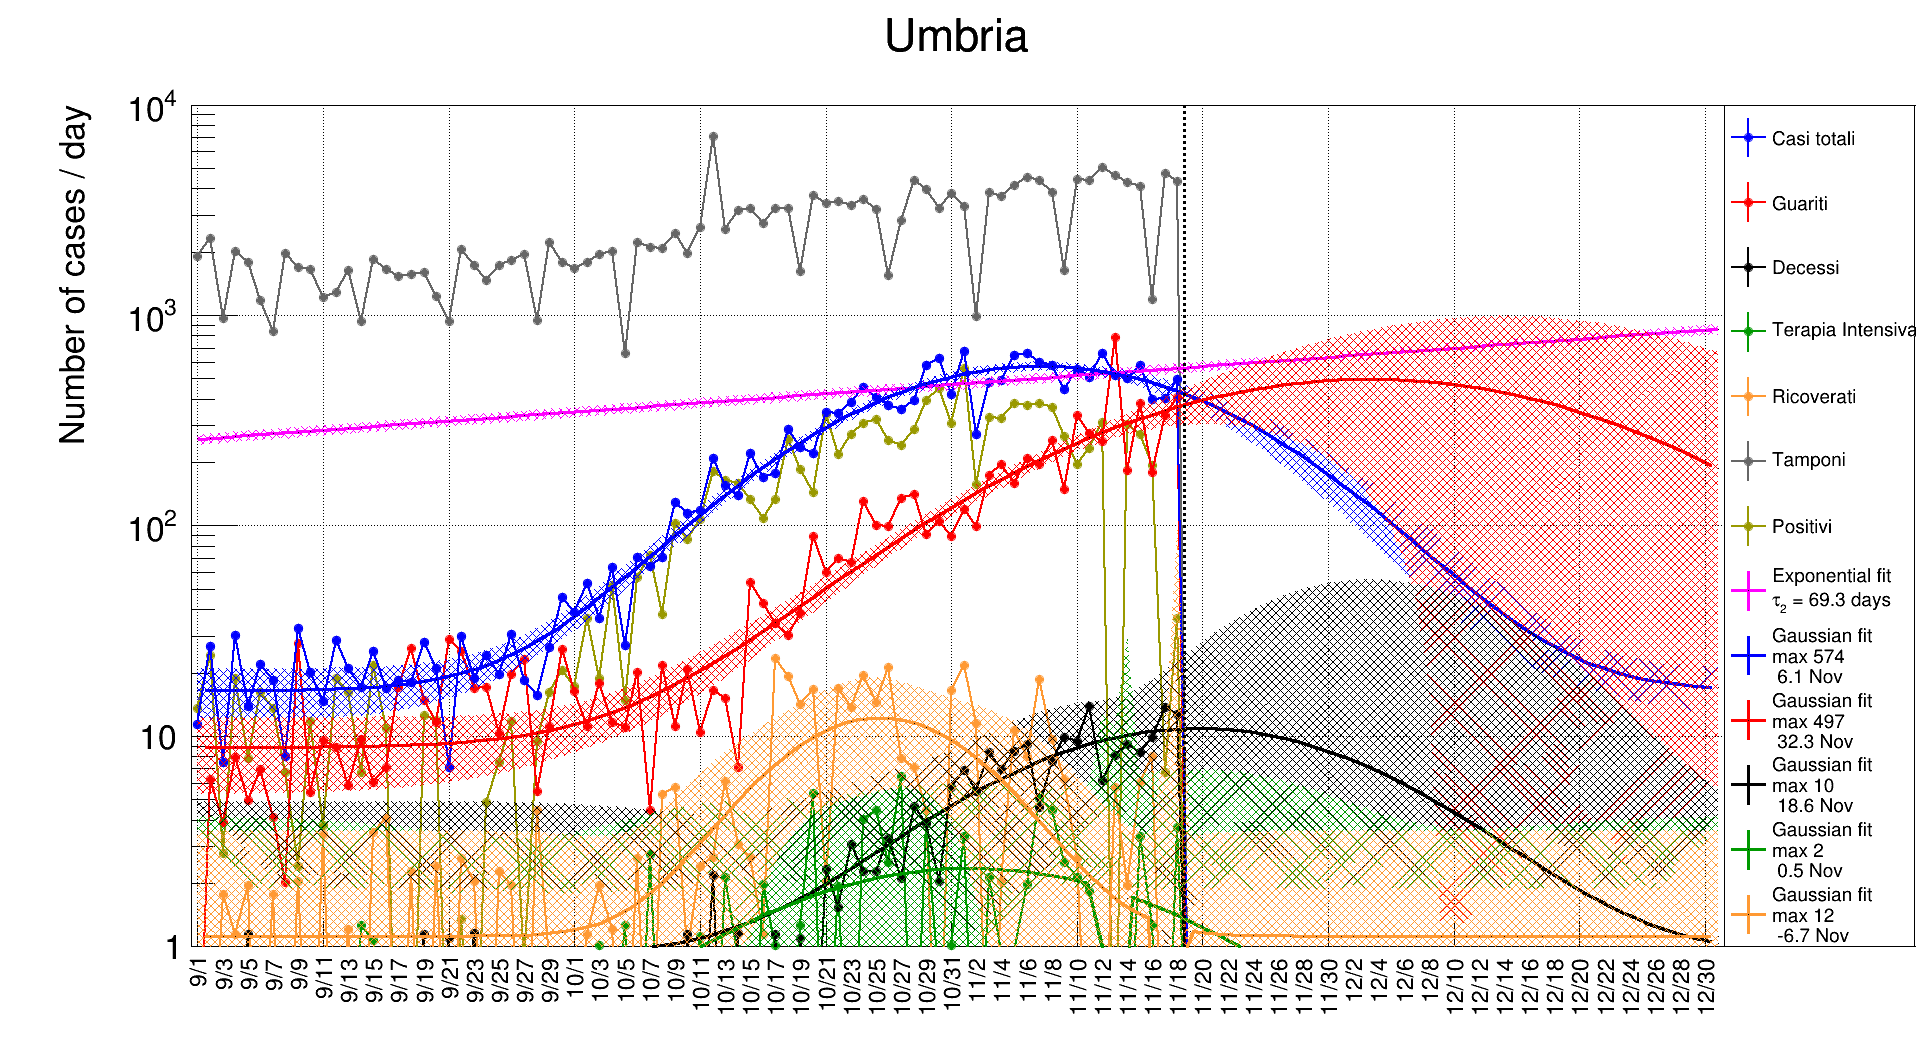 Umbria
Number of cases / day
10⁴
10³
10²
10
1
9/1 9/3 9/5 9/7 9/9 9/11 9/13 9/15 9/17 9/19 9/21 9/23 9/25 9/27 9/29 10/1 10/3 10/5 10/7 10/9 10/11 10/13 10/15 10/17 10/19 10/21 10/23 10/25 10/27 10/29 10/31 11/2 11/4 11/6 11/8 11/10 11/12 11/14 11/16 11/18 11/20 11/22 11/24 11/26 11/28 11/30 12/2 12/4 12/6 12/8 12/10 12/12 12/14 12/16 12/18 12/20 12/22 12/24 12/26 12/28 12/30
Casi totali
Guariti
Decessi
Terapia Intensiva
Ricoverati
Tamponi
Positivi
Exponential fit
τ₂ = 69.3 days
Gaussian fit
max 574
6.1 Nov
Gaussian fit
max 497
32.3 Nov
Gaussian fit
max 10
18.6 Nov
Gaussian fit
max 2
0.5 Nov
Gaussian fit
max 12
-6.7 Nov